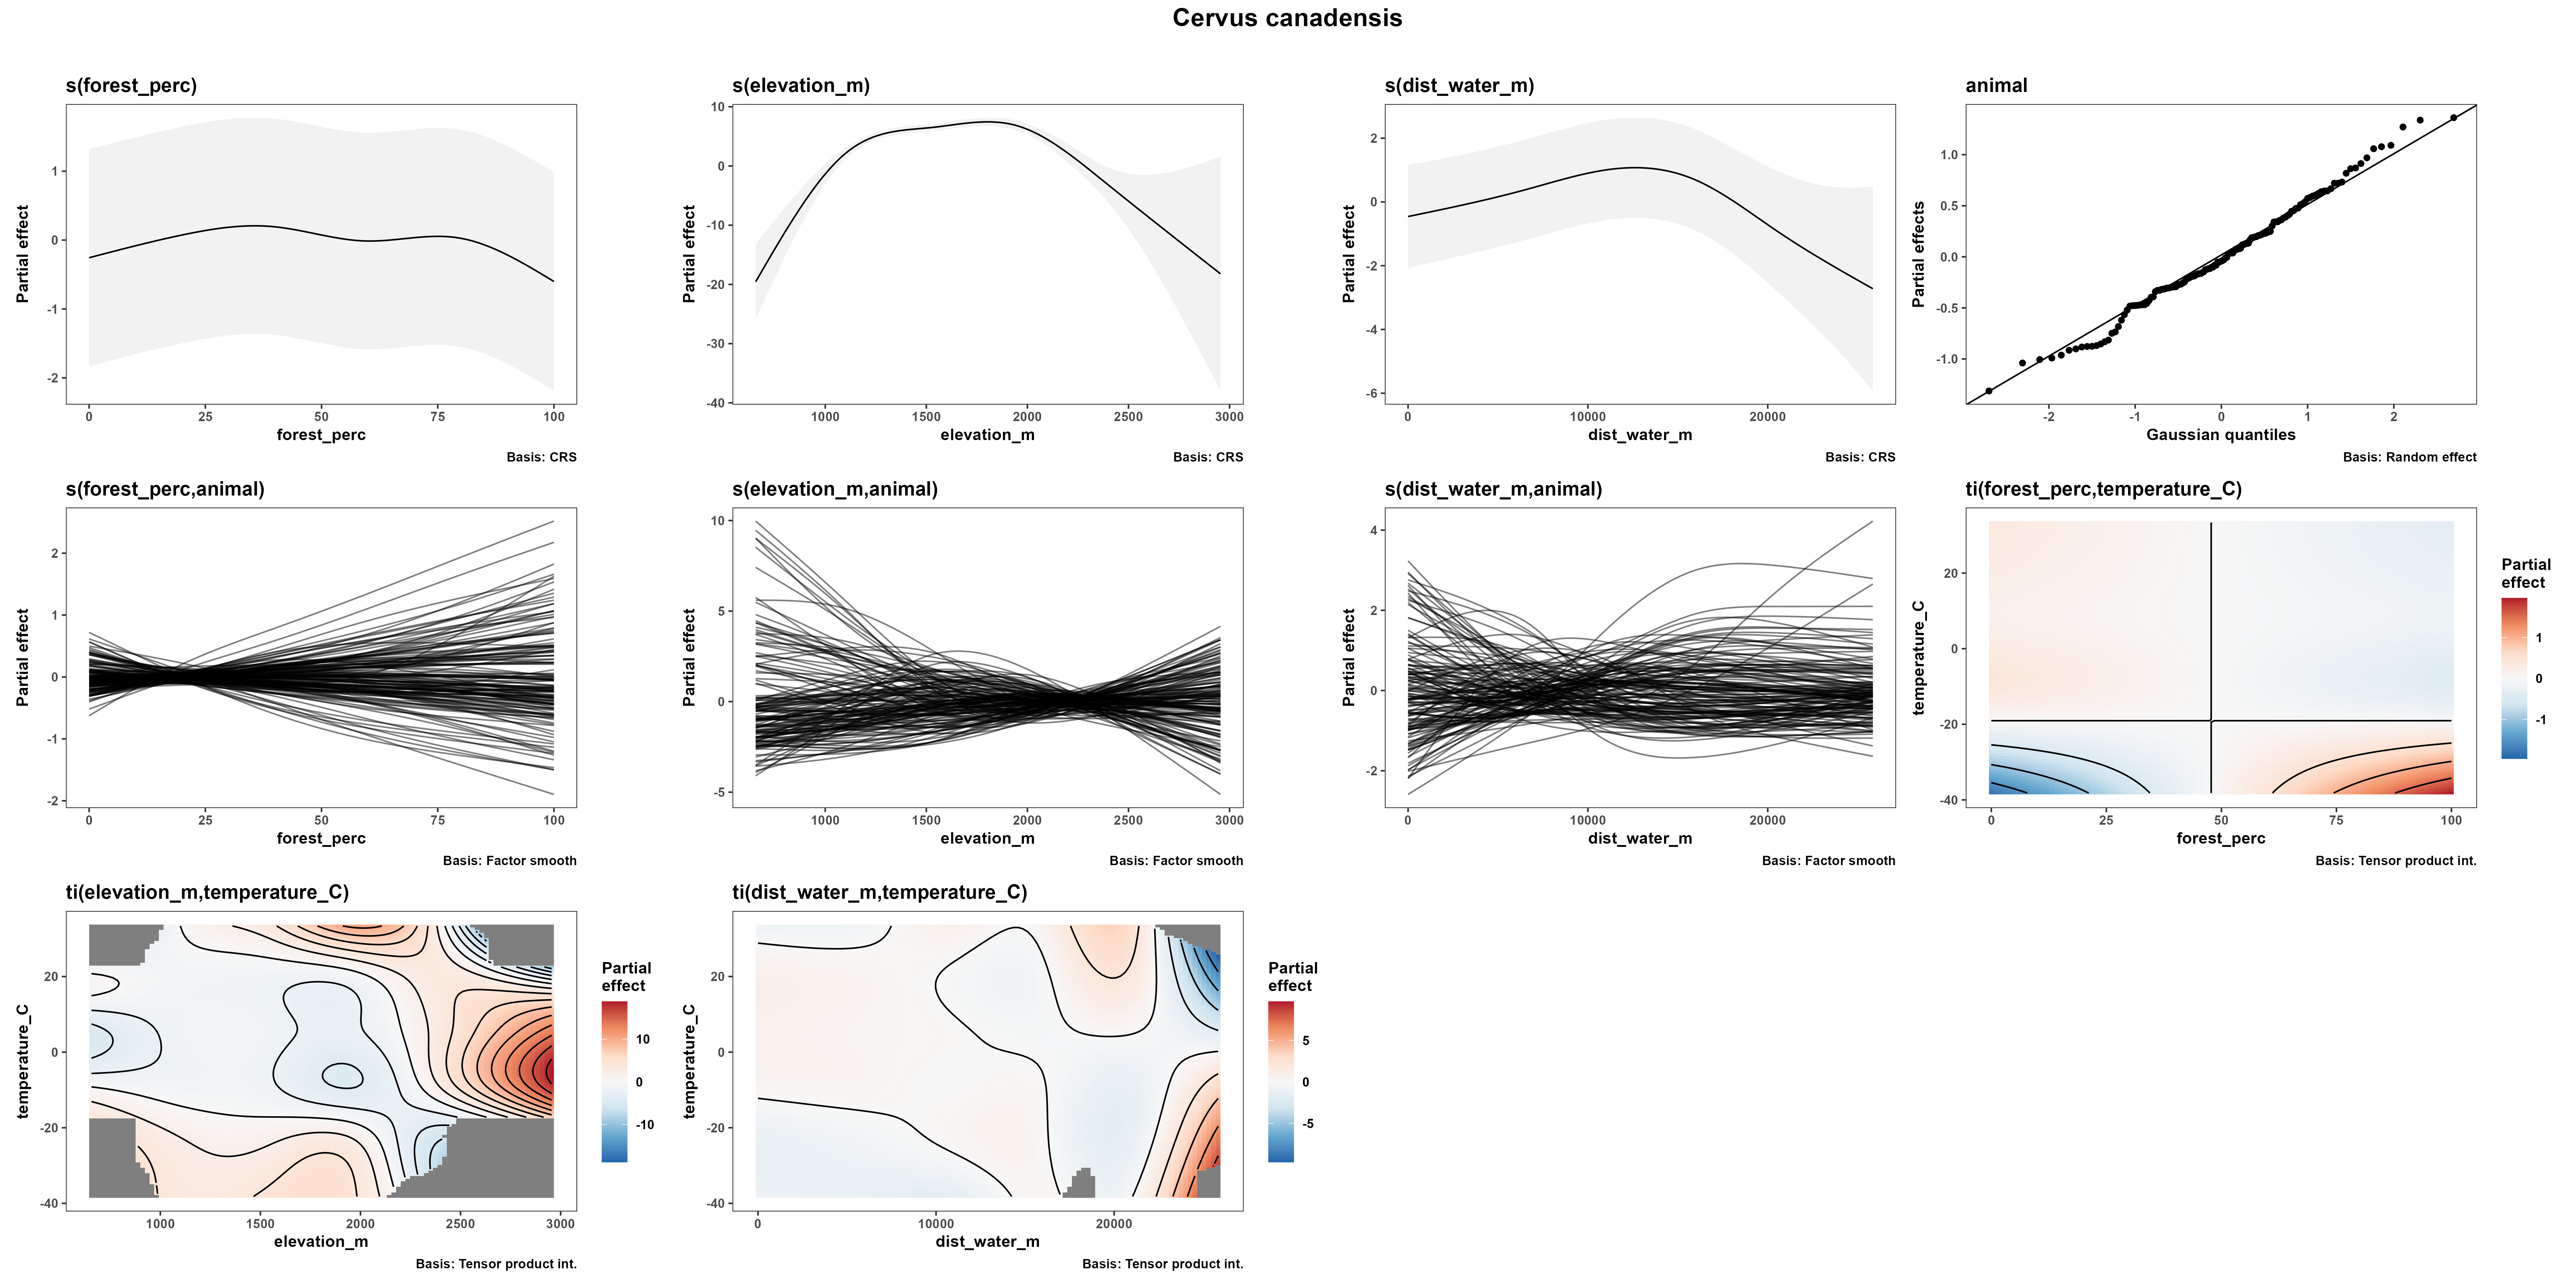 Cervus canadensis
s(forest_perc)
Partial effect
1
0
-1
-2
0 25 50 75 100
forest_perc
Basis: CRS
s(elevation_m)
Partial effect
10
0
-10
-20
-30
-40
1000 1500 2000 2500 3000
elevation_m
Basis: CRS
s(dist_water_m)
Partial effect
2
0
-2
-4
-6
0 10000 20000
dist_water_m
Basis: CRS
animal
Partial effects
1.0
0.5
0.0
-0.5
-1.0
-2 -1 0 1 2
Gaussian quantiles
Basis: Random effect
s(forest_perc,animal)
Partial effect
2
1
0
-1
-2
0 25 50 75 100
forest_perc
Basis: Factor smooth
s(elevation_m,animal)
Partial effect
10
5
0
-5
1000 1500 2000 2500 3000
elevation_m
Basis: Factor smooth
s(dist_water_m,animal)
Partial effect
4
2
0
-2
0 10000 20000
dist_water_m
Basis: Factor smooth
ti(forest_perc,temperature_C)
temperature_C
20
0
-20
-40
0 25 50 75 100
forest_perc
Partial
effect
1
0
-1
Basis: Tensor product int.
ti(elevation_m,temperature_C)
temperature_C
20
0
-20
-40
1000 1500 2000 2500 3000
elevation_m
Partial
effect
10
0
-10
Basis: Tensor product int.
ti(dist_water_m,temperature_C)
temperature_C
20
0
-20
-40
0 10000 20000
dist_water_m
Partial
effect
5
0
-5
Basis: Tensor product int.